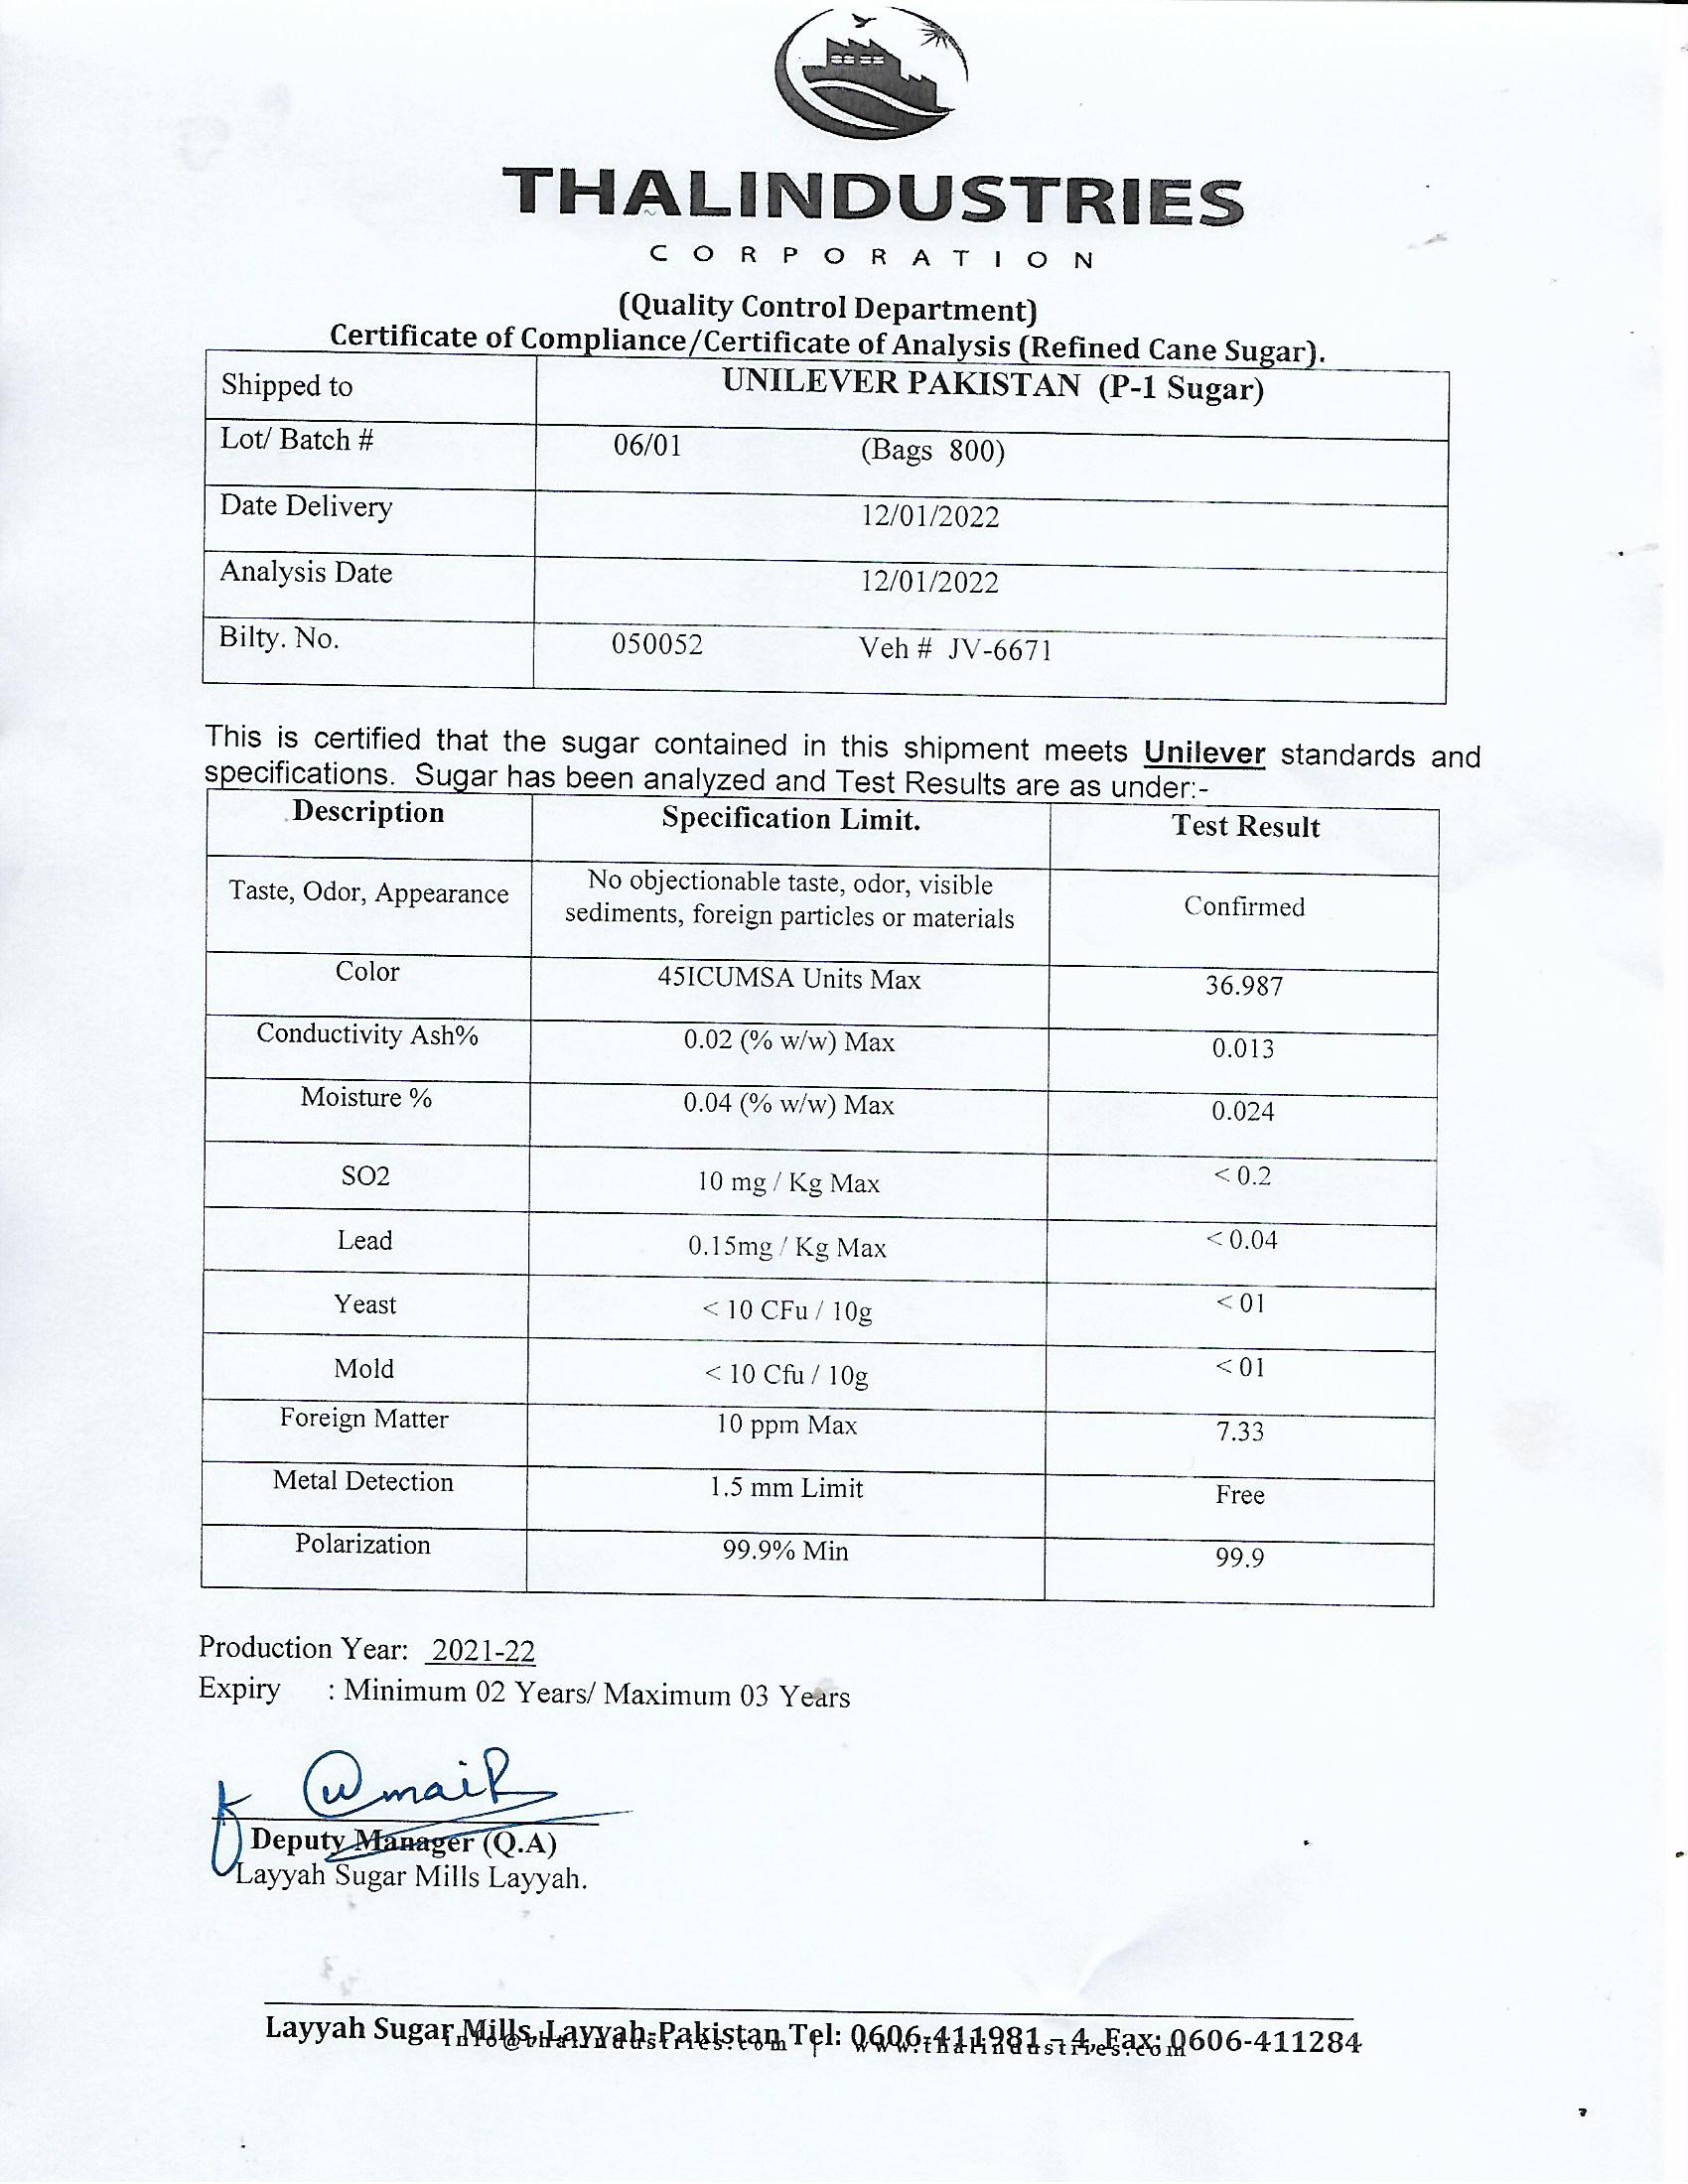 THALINDUSTRIES
CORPORATION
(Quality Control Department)
Certificate of Compliance/Certificate of Analysis (Refined Cane Sugar).
Shipped to UNILEVER PAKISTAN (P-1 Sugar)
Lot/ Batch # 06/01 (Bags 800)
Date Delivery 12/01/2022
Analysis Date 12/01/2022
Bilty. No. 050052 Veh # JV-6671
This is certified that the sugar contained in this shipment meets Unilever standards and
specifications. Sugar has been analyzed and Test Results are as under:-
Description Specification Limit. Test Result
Taste, Odor, Appearance No objectionable taste, odor, visible
sediments, foreign particles or materials Confirmed
Color 45ICUMSA Units Max 36.987
Conductivity Ash% 0.02 (% w/w) Max 0.013
Moisture % 0.04 (% w/w) Max 0.024
SO2 10 mg / Kg Max < 0.2
Lead 0.15mg / Kg Max < 0.04
Yeast < 10 CFu / 10g < 01
Mold < 10 Cfu / 10g < 01
Foreign Matter 10 ppm Max 7.33
Metal Detection 1.5 mm Limit Free
Polarization 99.9% Min 99.9
Production Year: 2021-22
Expiry : Minimum 02 Years/ Maximum 03 Years
Umair
Deputy Manager (Q.A)
Layyah Sugar Mills Layyah.
Layyah Sugar Mills, Layyah-Pakistan Tel: 0606-411981 – 4, Fax: 0606-411284
info@thalindustries.com | www.thalindustries.com